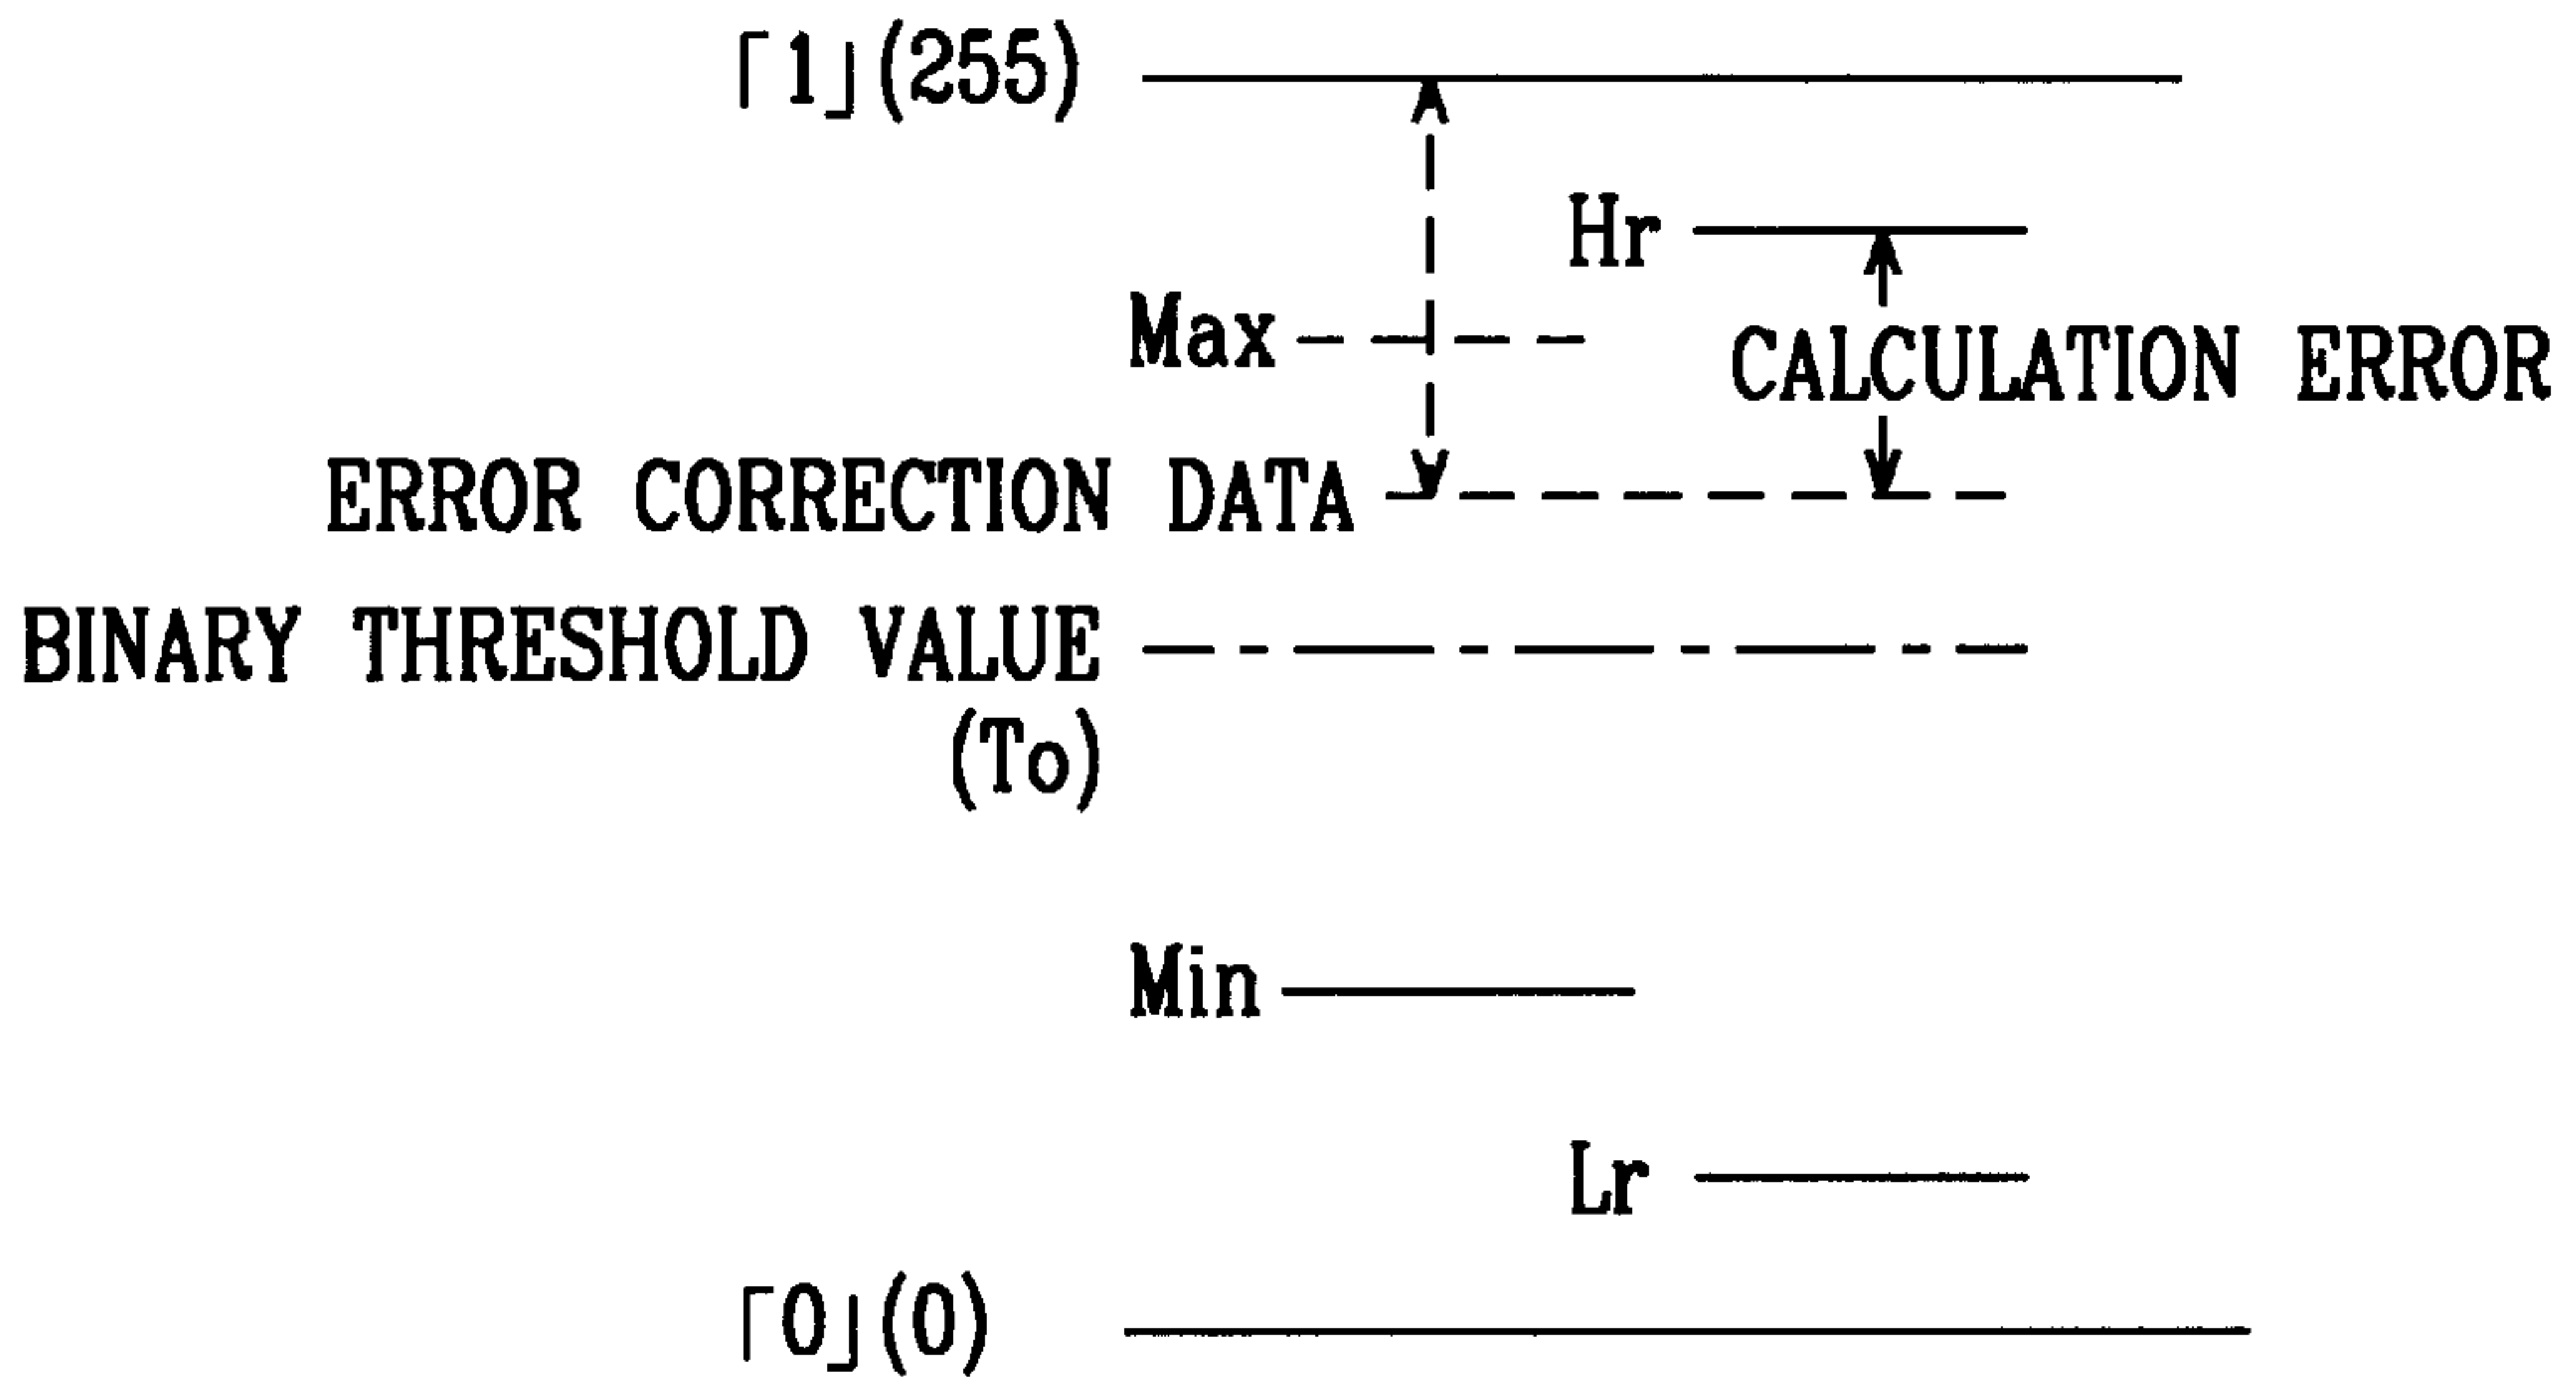 「1」(255)
Hr
Max
CALCULATION ERROR
ERROR CORRECTION DATA
BINARY THRESHOLD VALUE
(To)
Min
Lr
「0」(0)